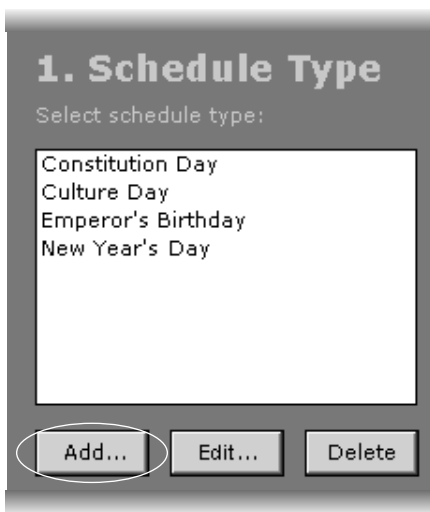 1. Schedule Type
Select schedule type:
Constitution Day
Culture Day
Emperor's Birthday
New Year's Day
Add... Edit... Delete